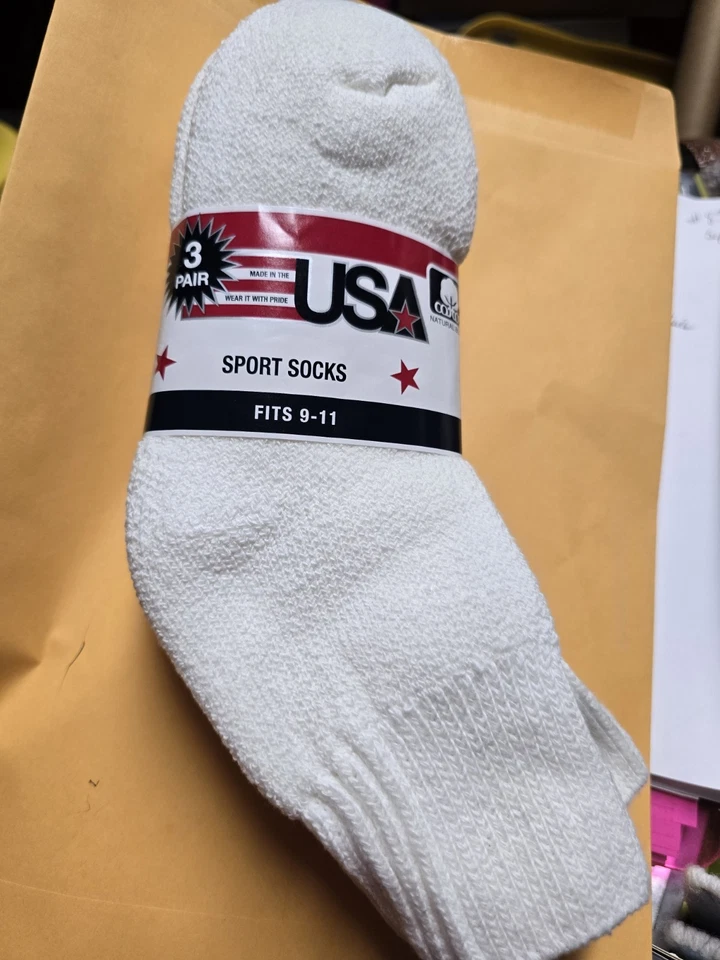 3
PAIR
MADE IN THE
WEAR IT WITH PRIDE
USA
SPORT SOCKS
FITS 9-11